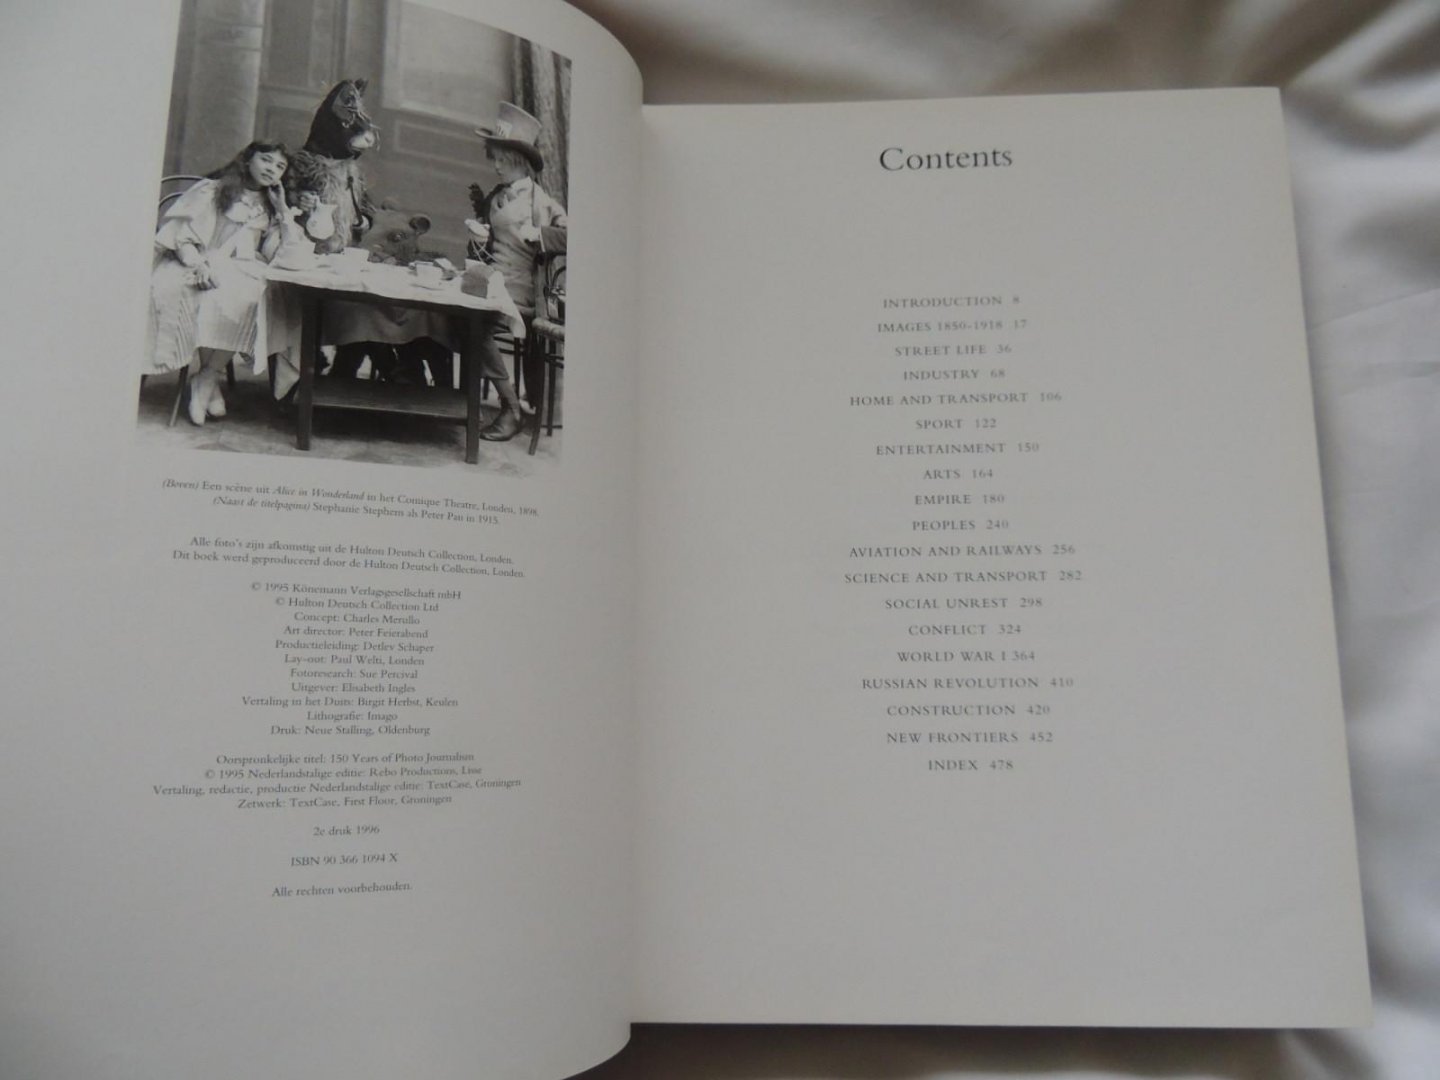 (Boven) Een scène uit Alice in Wonderland in het Comique Theatre, Londen, 1898.
(Naast de titelpagina) Stephanie Stephens als Peter Pan in 1915.
Alle foto's zijn afkomstig uit de Hulton Deutsch Collection, Londen.
Dit boek werd geproduceerd door de Hulton Deutsch Collection, Londen.
© 1995 Könemann Verlagsgesellschaft mbH
© Hulton Deutsch Collection Ltd
Concept: Charles Merullo
Art director: Peter Feierabend
Productieleiding: Detlev Schaper
Lay-out: Paul Welti, Londen
Fotoresearch: Sue Percival
Uitgever: Elisabeth Ingles
Vertaling in het Duits: Birgit Herbst, Keulen
Lithografie: Imago
Druk: Neue Stalling, Oldenburg
Oorspronkelijke titel: 150 Years of Photo Journalism
© 1995 Nederlandstalige editie: Rebo Productions, Lisse
Vertaling, redactie, productie Nederlandstalige editie: TextCase, Groningen
Zetwerk: TextCase, First Floor, Groningen
2e druk 1996
ISBN 90 366 1094 X
Alle rechten voorbehouden.
Contents
INTRODUCTION 8
IMAGES 1850-1918 17
STREET LIFE 36
INDUSTRY 68
HOME AND TRANSPORT 106
SPORT 122
ENTERTAINMENT 150
ARTS 164
EMPIRE 180
PEOPLES 240
AVIATION AND RAILWAYS 256
SCIENCE AND TRANSPORT 282
SOCIAL UNREST 298
CONFLICT 324
WORLD WAR I 364
RUSSIAN REVOLUTION 410
CONSTRUCTION 420
NEW FRONTIERS 452
INDEX 478